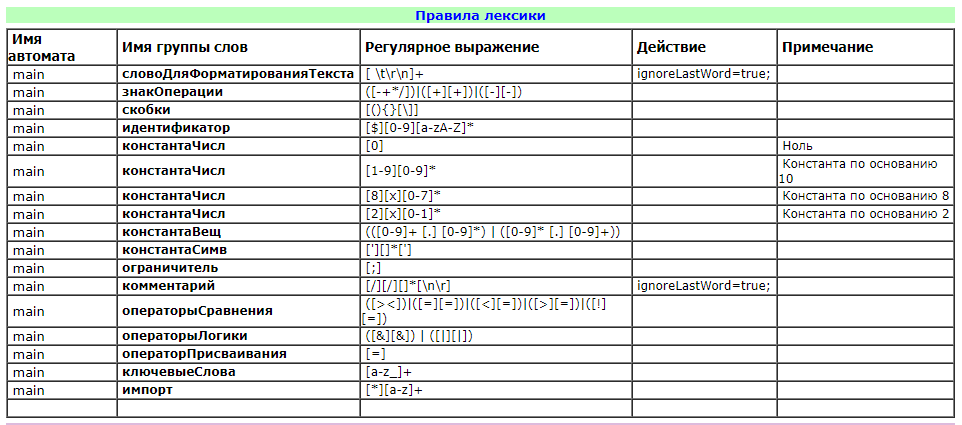 Правила лексики
Имя автомата Имя группы слов Регулярное выражение Действие Примечание
main словоДляФорматированияТекста [ \t\r\n]+ ignoreLastWord=true;
main знакОперации ([-+*/])|([+][+])|([-][-])
main скобки [(){}[\]]
main идентификатор [$][0-9][a-zA-Z]*
main константаЧисл [0] Ноль
main константаЧисл [1-9][0-9]* Константа по основанию 10
main константаЧисл [8][x][0-7]* Константа по основанию 8
main константаЧисл [2][x][0-1]* Константа по основанию 2
main константаВещ (([0-9]+ [.] [0-9]*) | ([0-9]* [.] [0-9]+))
main константаСимв ['][]*[']
main ограничитель [;]
main комментарий [/][/][]*[\n\r] ignoreLastWord=true;
main операторыСравнения ([><])|([=][=])|([<][=])|([>][=])|([!][=])
main операторыЛогики ([&][&]) | ([|][|])
main операторПрисваивания [=]
main ключевыеСлова [a-z_]+
main импорт [*][a-z]+